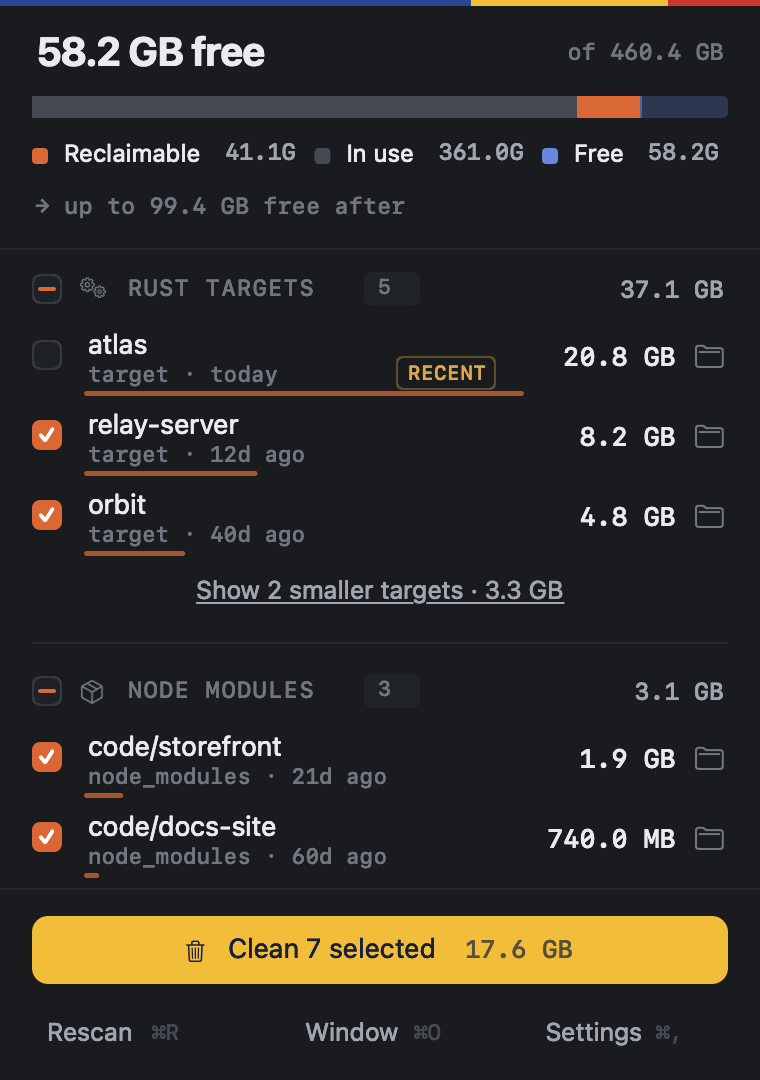 58.2 GB free of 460.4 GB
Reclaimable 41.1G In use 361.0G Free 58.2G
→ up to 99.4 GB free after
RUST TARGETS 5 37.1 GB
atlas
target · today RECENT 20.8 GB
relay-server
target · 12d ago 8.2 GB
orbit
target · 40d ago 4.8 GB
Show 2 smaller targets · 3.3 GB
NODE MODULES 3 3.1 GB
code/storefront
node_modules · 21d ago 1.9 GB
code/docs-site
node_modules · 60d ago 740.0 MB
Clean 7 selected 17.6 GB
Rescan ⌘R Window ⌘O Settings ⌘,